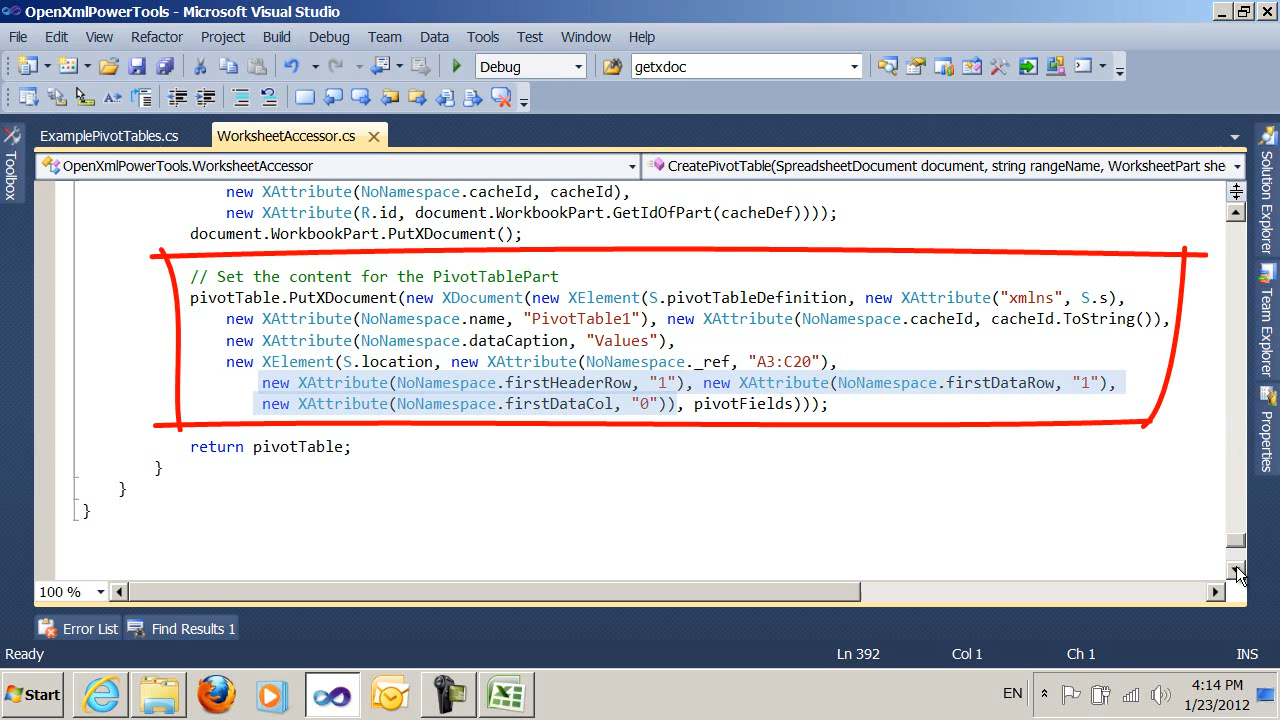 OpenXmlPowerTools - Microsoft Visual Studio
File Edit View Refactor Project Build Debug Team Data Tools Test Window Help
Debug getxdoc
ExamplePivotTables.cs WorksheetAccessor.cs
OpenXmlPowerTools.WorksheetAccessor CreatePivotTable(SpreadsheetDocument document, string rangeName, WorksheetPart she
Toolbox
new XAttribute(NoNamespace.cacheId, cacheId),
new XAttribute(R.id, document.WorkbookPart.GetIdOfPart(cacheDef))));
document.WorkbookPart.PutXDocument();
// Set the content for the PivotTablePart
pivotTable.PutXDocument(new XDocument(new XElement(S.pivotTableDefinition, new XAttribute("xmlns", S.s),
new XAttribute(NoNamespace.name, "PivotTable1"), new XAttribute(NoNamespace.cacheId, cacheId.ToString()),
new XAttribute(NoNamespace.dataCaption, "Values"),
new XElement(S.location, new XAttribute(NoNamespace._ref, "A3:C20"),
new XAttribute(NoNamespace.firstHeaderRow, "1"), new XAttribute(NoNamespace.firstDataRow, "1"),
new XAttribute(NoNamespace.firstDataCol, "0")), pivotFields)));
return pivotTable;
}
}
}
Solution Explorer
Team Explorer
Properties
100 %
Error List Find Results 1
Ready Ln 392 Col 1 Ch 1 INS
Start EN 4:14 PM
1/23/2012